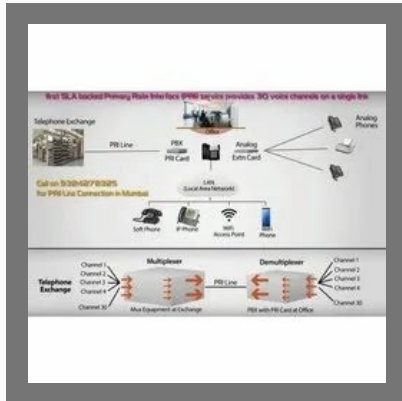 first SLA backed Primary Rate Interface (PRI) service provides 30 voice channels on a single link
Office
Analog
Phones
Telephone Exchange
PRI Line
PBX
PRI Card
Analog
Extn Card
LAN
(Local Area Network)
for PRI Line Connection in Mumbai
Soft Phone
IP Phone
WiFi
Access Point
Phone
Multiplexer
Demultiplexer
Telephone
Exchange
Channel 1
Channel 2
Channel 3
Channel 4
Channel 30
PRI Line
Channel 1
Channel 2
Channel 3
Channel 4
Channel 30
Mux Equipment at Exchange
PBX with PRI Card at Office